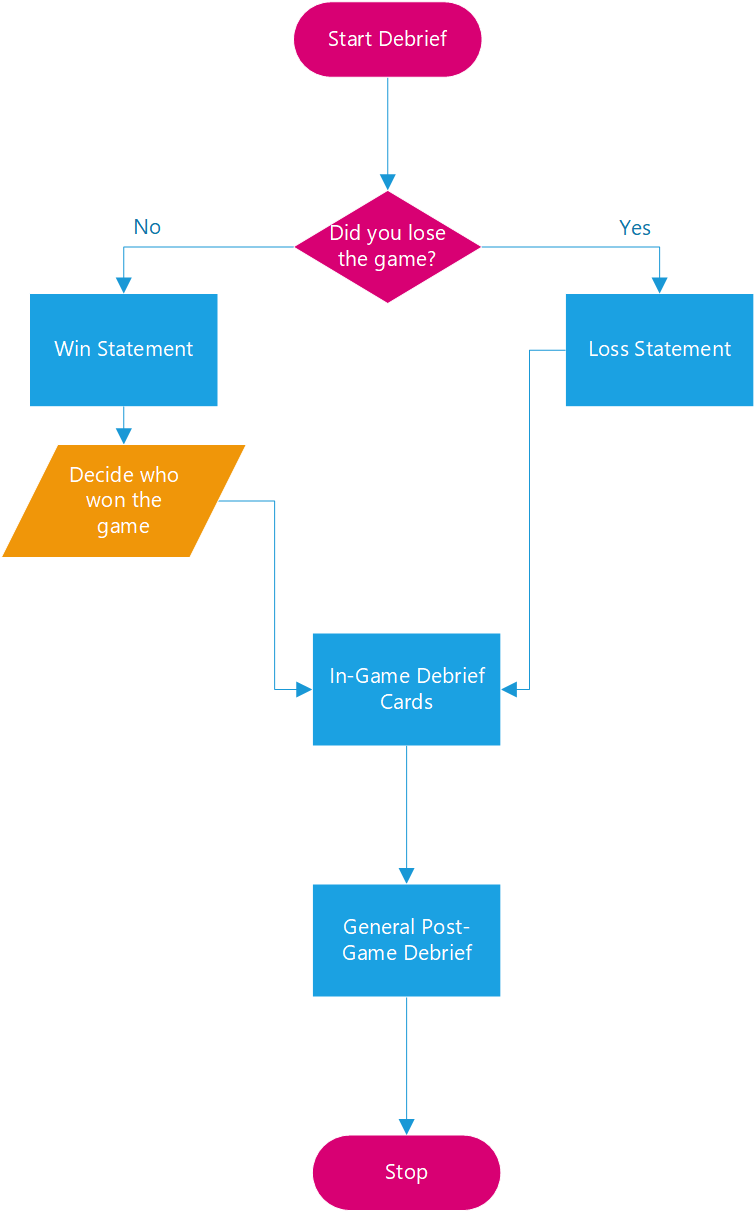 Start Debrief
Did you lose
the game?
No
Yes
Win Statement
Loss Statement
Decide who
won the
game
In-Game Debrief
Cards
General Post-
Game Debrief
Stop